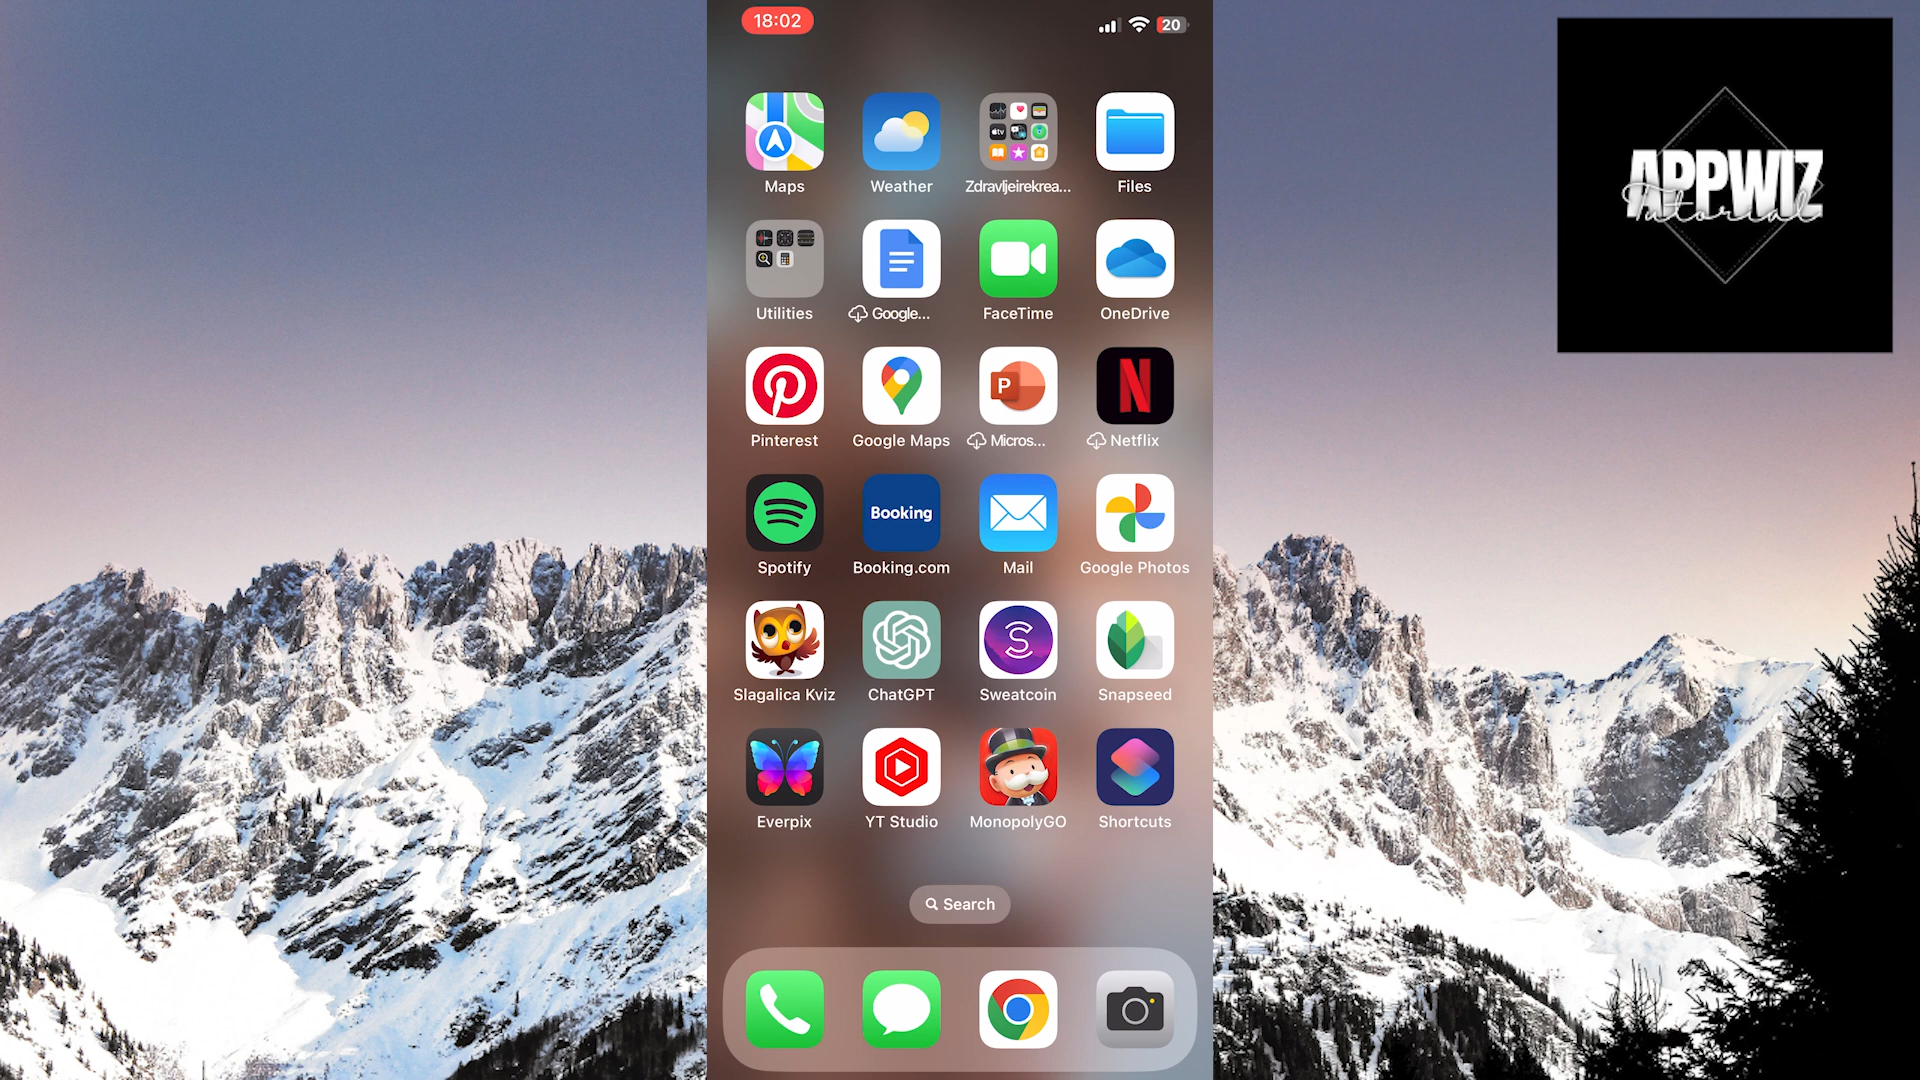 18:02
20
APPWIZ
Tutorial
Maps
Weather
Zdravljeirekrea...
Files
Utilities
Google...
FaceTime
OneDrive
Pinterest
Google Maps
P
Micros...
N
Netflix
Spotify
Booking
Booking.com
Mail
Google Photos
Slagalica Kviz
ChatGPT
S
Sweatcoin
Snapseed
Everpix
YT Studio
MonopolyGO
Shortcuts
Search